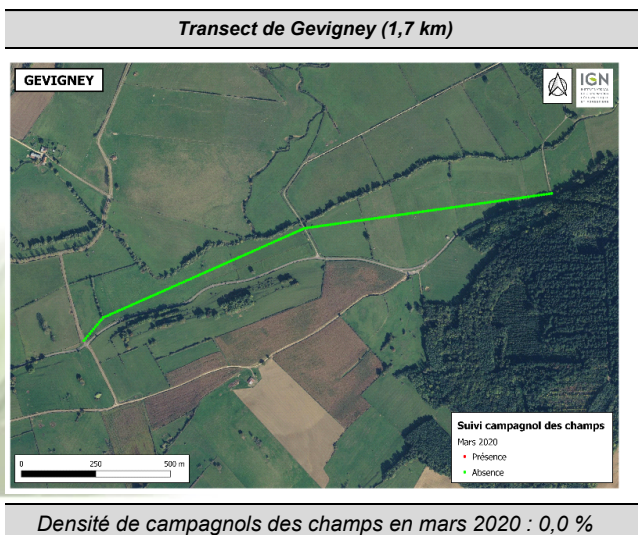 Transect de Gevigney (1,7 km)
GEVIGNEY
IGN
Suivi campagnol des champs
Mars 2020
Présence
Absence
0 250 500 m
Densité de campagnols des champs en mars 2020 : 0,0 %